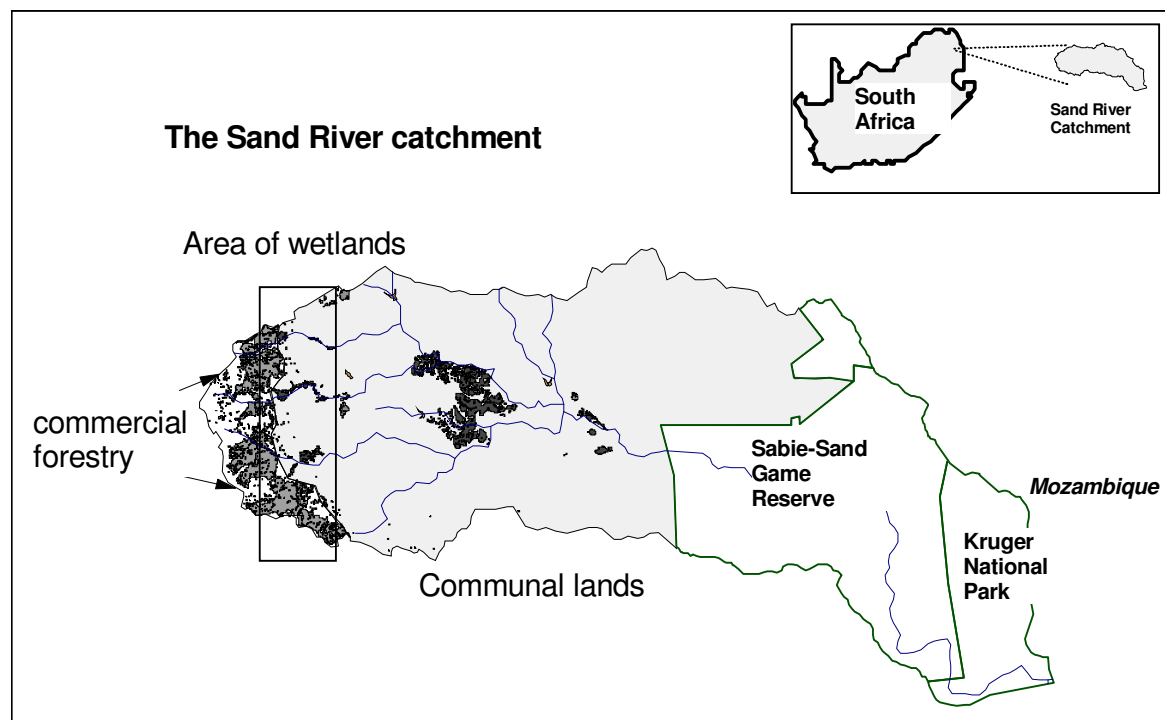 The Sand River catchment
South
Africa
Sand River
Catchment
Area of wetlands
commercial
forestry
Communal lands
Sabie-Sand
Game
Reserve
Mozambique
Kruger
National
Park